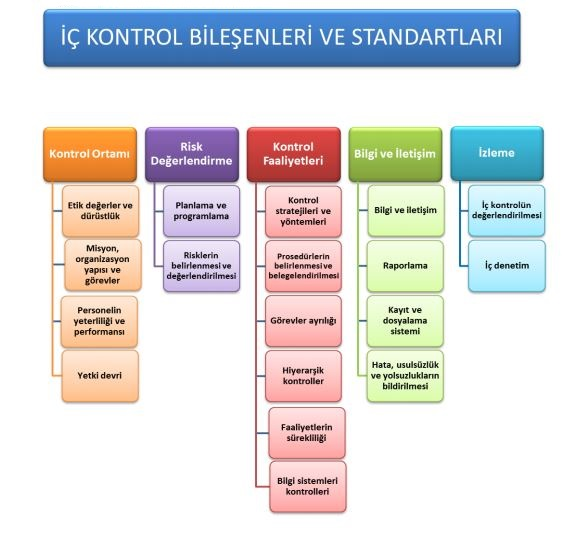 İÇ KONTROL BİLEŞENLERİ VE STANDARTLARI
Kontrol Ortamı
Etik değerler ve
dürüstlük
Misyon,
organizasyon
yapısı ve
görevler
Personelin
yeterliliği ve
performansı
Yetki devri
Risk
Değerlendirme
Planlama ve
programlama
Risklerin
belirlenmesi ve
değerlendirilmesi
Kontrol
Faaliyetleri
Kontrol
stratejileri ve
yöntemleri
Prosedürlerin
belirlenmesi ve
belegelendirilmesi
Görevler ayrılığı
Hiyerarşik
kontroller
Faaliyetlerin
sürekliliği
Bilgi sistemleri
kontrolleri
Bilgi ve İletişim
Bilgi ve iletişim
Raporlama
Kayıt ve
dosyalama
sistemi
Hata, usulsüzlük
ve yolsuzlukların
bildirilmesi
İzleme
İç kontrolün
değerlendirilmesi
İç denetim